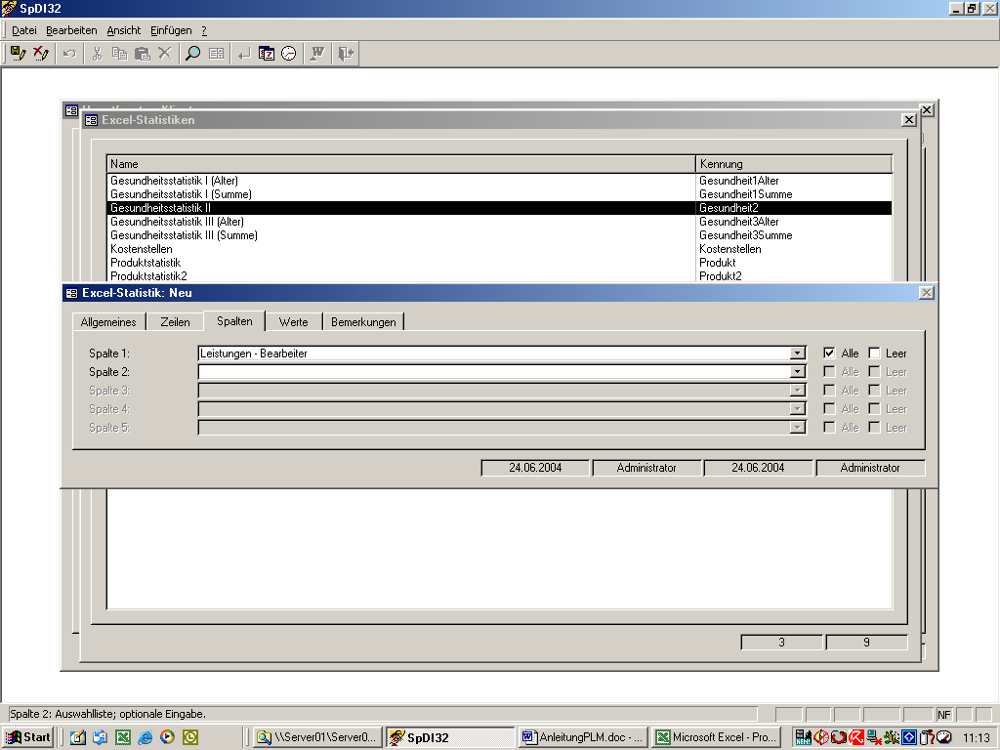 SpDI32
Datei Bearbeiten Ansicht Einfügen ?
Excel-Statistiken
Name Kennung
Gesundheitsstatistik I (Alter) Gesundheit1Alter
Gesundheitsstatistik I (Summe) Gesundheit1Summe
Gesundheitsstatistik II Gesundheit2
Gesundheitsstatistik III (Alter) Gesundheit3Alter
Gesundheitsstatistik III (Summe) Gesundheit3Summe
Kostenstellen Kostenstellen
Produktstatistik Produkt
Produktstatistik2 Produkt2
Excel-Statistik: Neu
Allgemeines Zeilen Spalten Werte Bemerkungen
Spalte 1: Leistungen - Bearbeiter Alle Leer
Spalte 2: Alle Leer
Spalte 3: Alle Leer
Spalte 4: Alle Leer
Spalte 5: Alle Leer
24.06.2004 Administrator 24.06.2004 Administrator
3 9
Spalte 2: Auswahlliste; optionale Eingabe. NF
Start \\Server01\Server0... SpDI32 AnleitungPLM.doc - ... Microsoft Excel - Pro... 11:13